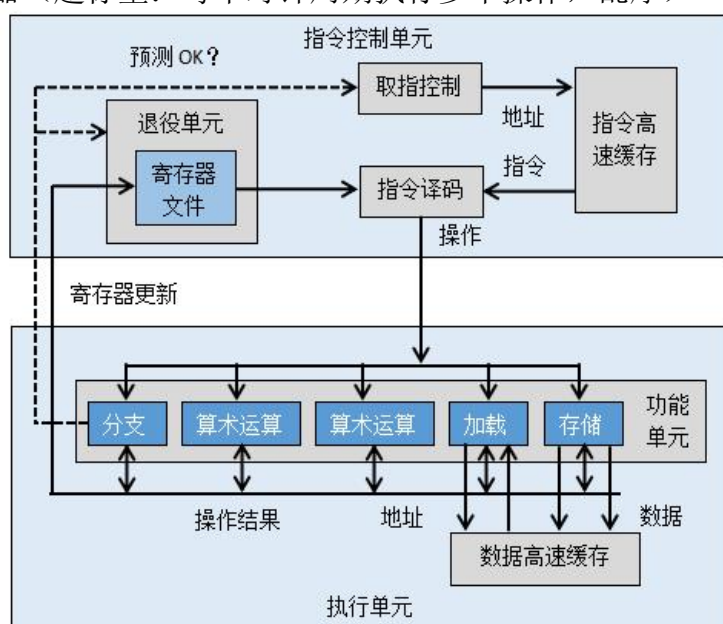 指令控制单元
预测 OK?
取指控制
地址
指令高
速缓存
退役单元
寄存器
文件
指令
指令译码
操作
寄存器更新
分支
算术运算
算术运算
加载
存储
功能
单元
操作结果
地址
数据
数据高速缓存
执行单元